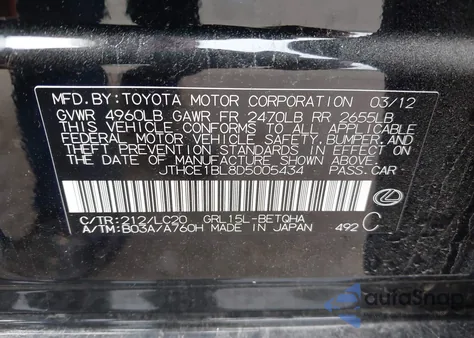 MFD. BY: TOYOTA MOTOR CORPORATION 03/12
GVWR 4960LB GAWR FR 2470LB RR 2655LB
THIS VEHICLE CONFORMS TO ALL APPLICABLE
FEDERAL MOTOR VEHICLE SAFETY, BUMPER, AND
THEFT PREVENTION STANDARDS IN EFFECT ON
THE DATE OF MANUFACTURE SHOWN ABOVE.
JTHCE1BL8D5005434 PASS.CAR
C/TR:212/LC20 GRL15L-BETQHA
A/TM:B03A/A760H MADE IN JAPAN 492 C
autoSnap